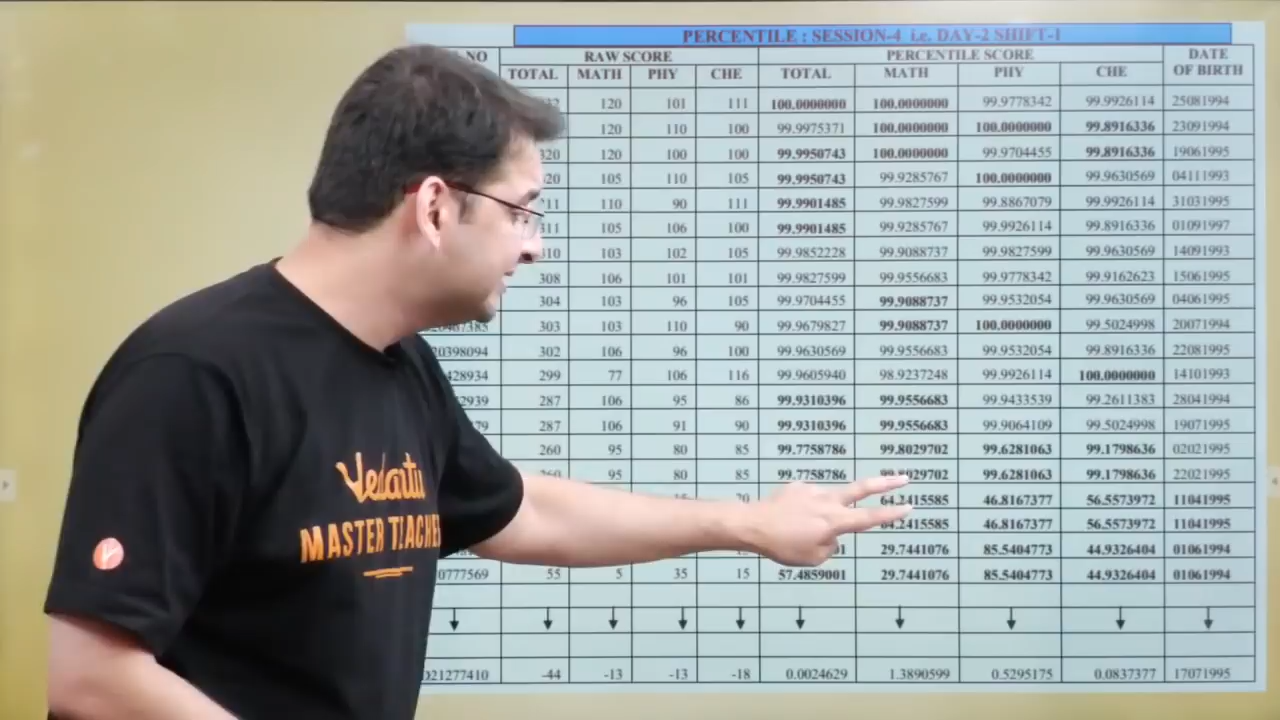 PERCENTILE : SESSION-4 i.e. DAY-2 SHIFT-1
NO RAW SCORE PERCENTILE SCORE DATE OF BIRTH
TOTAL MATH PHY CHE TOTAL MATH PHY CHE
120 101 111 100.0000000 100.0000000 99.9778342 99.9926114 25081994
120 110 100 99.9975371 100.0000000 100.0000000 99.8916336 23091994
320 120 100 100 99.9950743 100.0000000 99.9704455 99.8916336 19061995
20 105 110 105 99.9950743 99.9285767 100.0000000 99.9630569 04111993
11 110 90 111 99.9901485 99.9827599 99.8867079 99.9926114 31031995
311 105 106 100 99.9901485 99.9285767 99.9926114 99.8916336 01091997
310 103 102 105 99.9852228 99.9088737 99.9827599 99.9630569 14091993
308 106 101 101 99.9827599 99.9556683 99.9778342 99.9162623 15061995
304 103 96 105 99.9704455 99.9088737 99.9532054 99.9630569 04061995
303 103 110 90 99.9679827 99.9088737 100.0000000 99.5024998 20071994
20398094 302 106 96 100 99.9630569 99.9556683 99.9532054 99.8916336 22081995
428934 299 77 106 116 99.9605940 98.9237248 99.9926114 100.0000000 14101993
2939 287 106 95 86 99.9310396 99.9556683 99.9433539 99.2611383 28041994
79 287 106 91 90 99.9310396 99.9556683 99.9064109 99.5024998 19071995
260 95 80 85 99.7758786 99.8029702 99.6281063 99.1798636 02021995
260 95 80 85 99.7758786 99.8029702 99.6281063 99.1798636 22021995
20 64.2415585 46.8167377 56.5573972 11041995
64.2415585 46.8167377 56.5573972 11041995
01 29.7441076 85.5404773 44.9326404 01061994
0777569 55 5 35 15 57.4859001 29.7441076 85.5404773 44.9326404 01061994
21277410 -44 -13 -13 -18 0.0024629 1.3890599 0.5295175 0.0837377 17071995
Vedantu
MASTER TEACHER